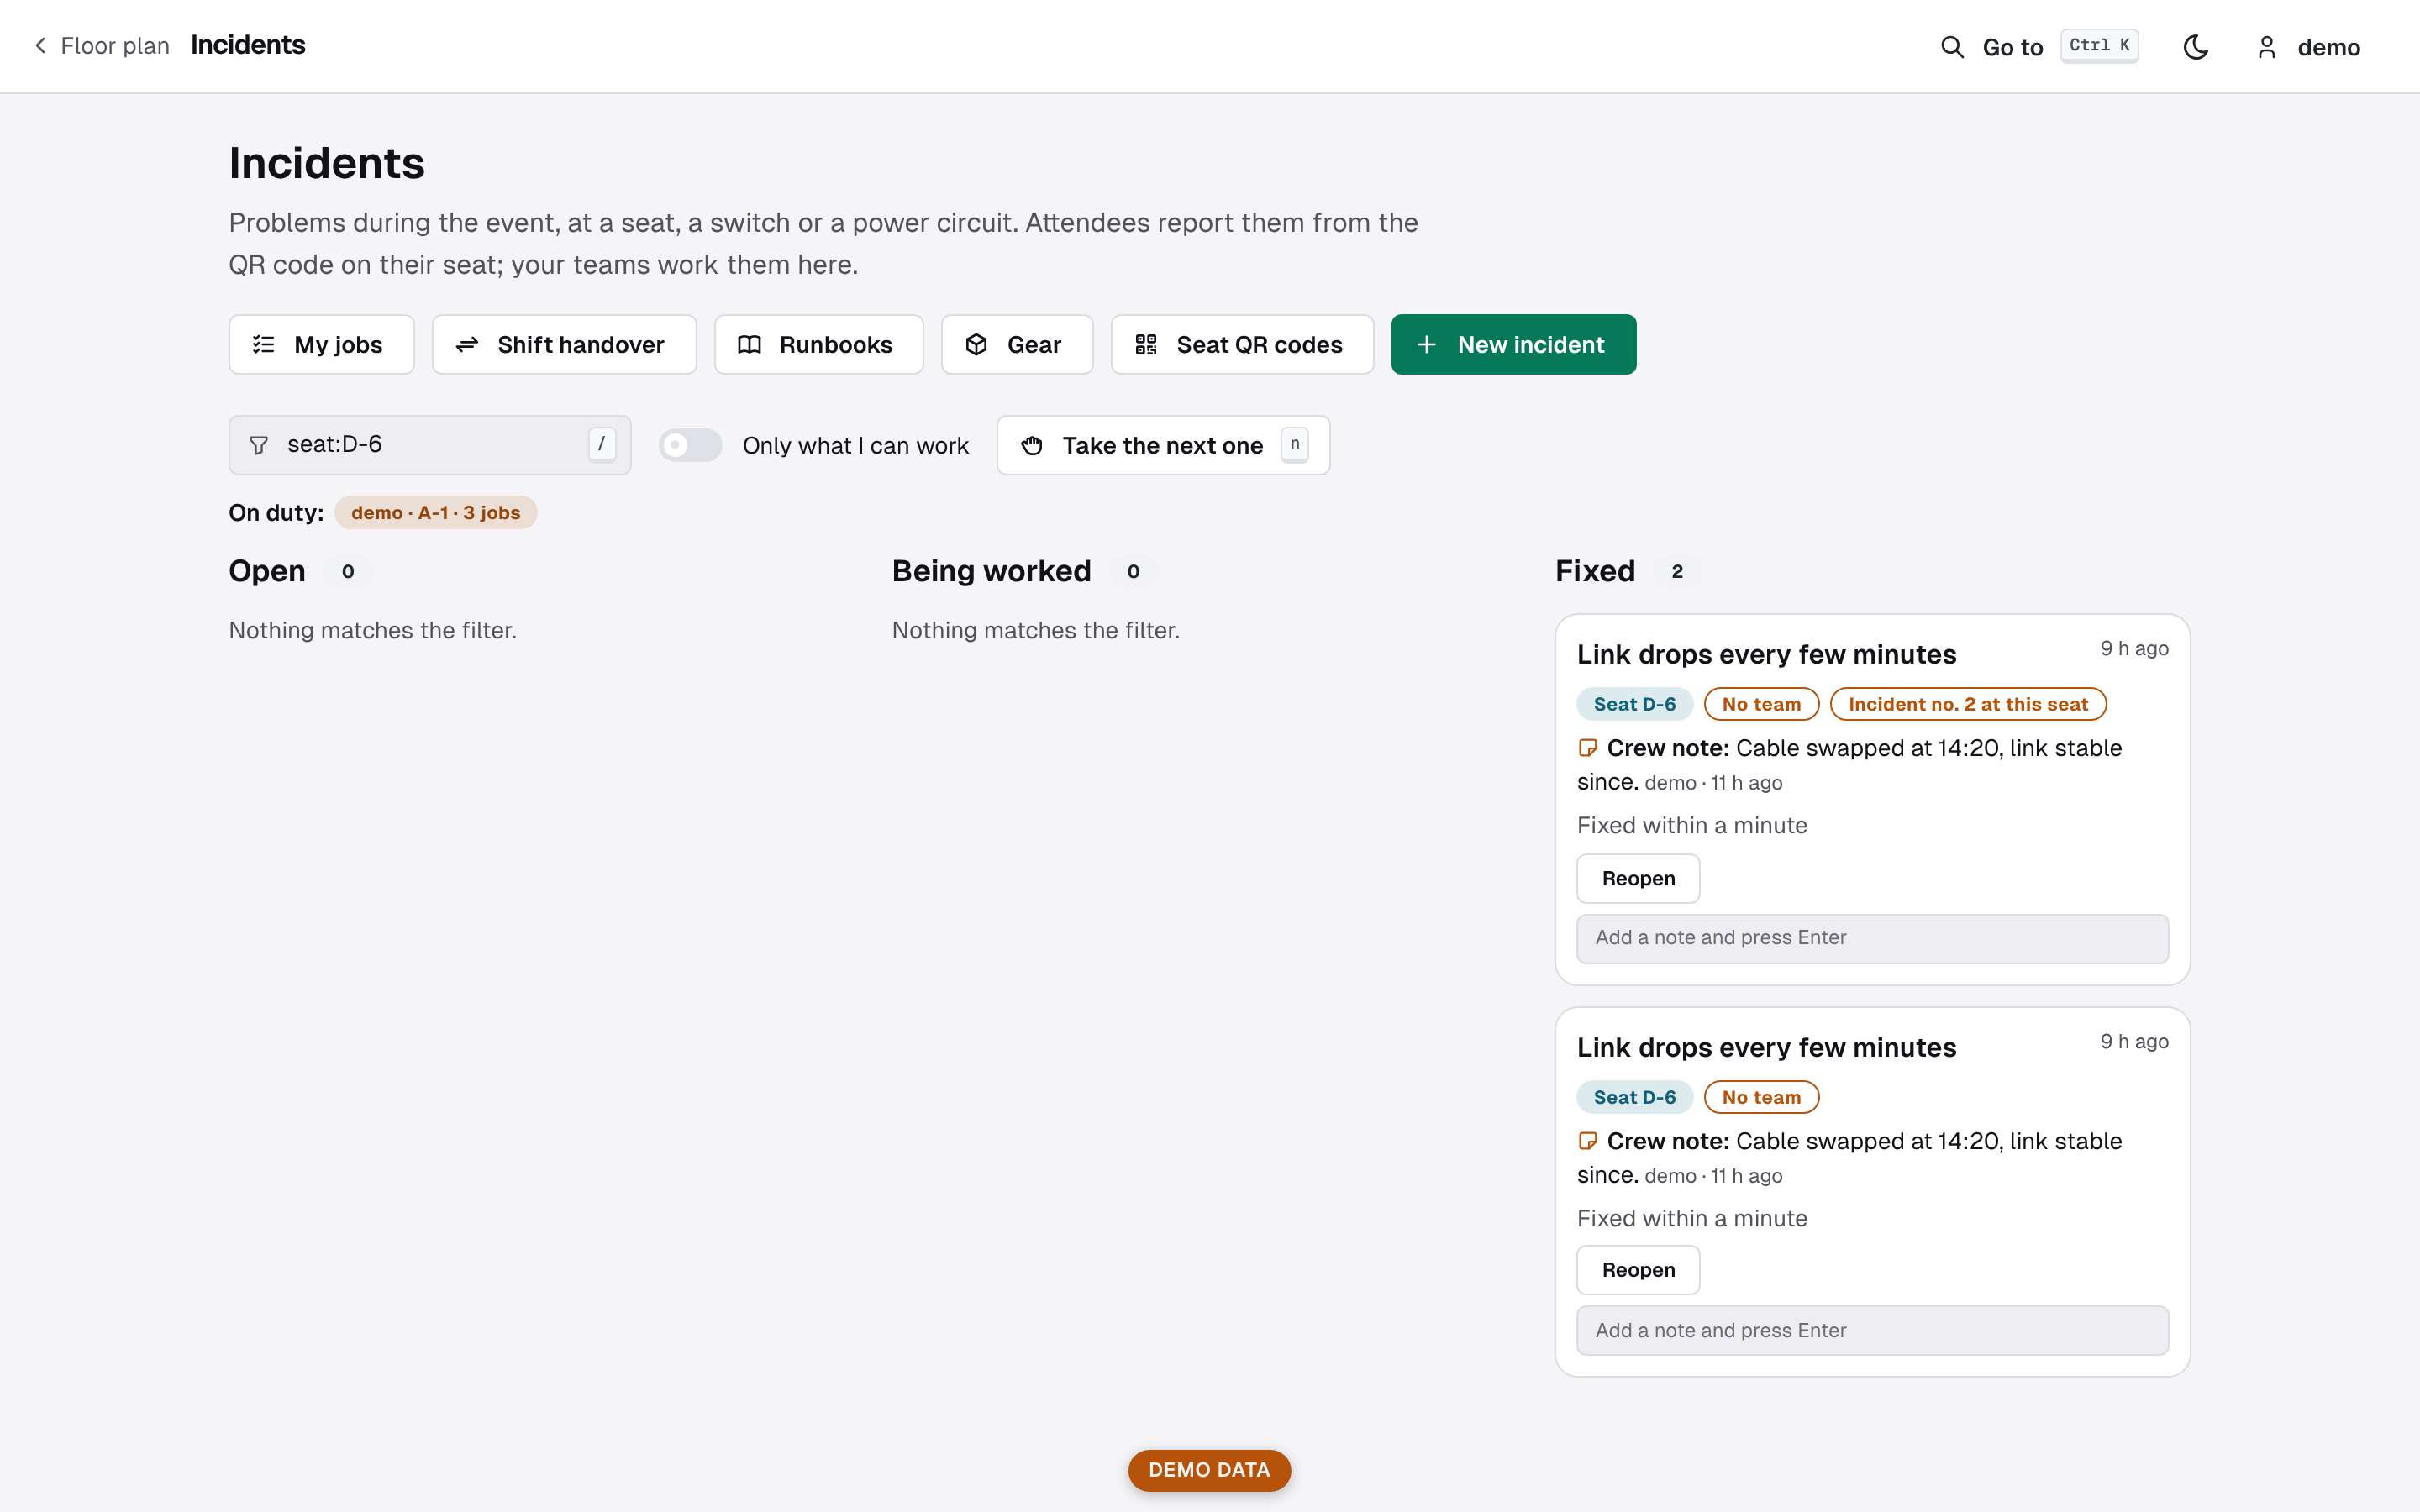 Floor plan Incidents Go to Ctrl K demo
Incidents
Problems during the event, at a seat, a switch or a power circuit. Attendees report them from the
QR code on their seat; your teams work them here.
My jobs Shift handover Runbooks Gear Seat QR codes New incident
seat:D-6 / Only what I can work Take the next one n
On duty: demo · A-1 · 3 jobs
Open 0
Nothing matches the filter.
Being worked 0
Nothing matches the filter.
Fixed 2
Link drops every few minutes 9 h ago
Seat D-6 No team Incident no. 2 at this seat
Crew note: Cable swapped at 14:20, link stable
since. demo · 11 h ago
Fixed within a minute
Reopen
Add a note and press Enter
Link drops every few minutes 9 h ago
Seat D-6 No team
Crew note: Cable swapped at 14:20, link stable
since. demo · 11 h ago
Fixed within a minute
Reopen
Add a note and press Enter
DEMO DATA